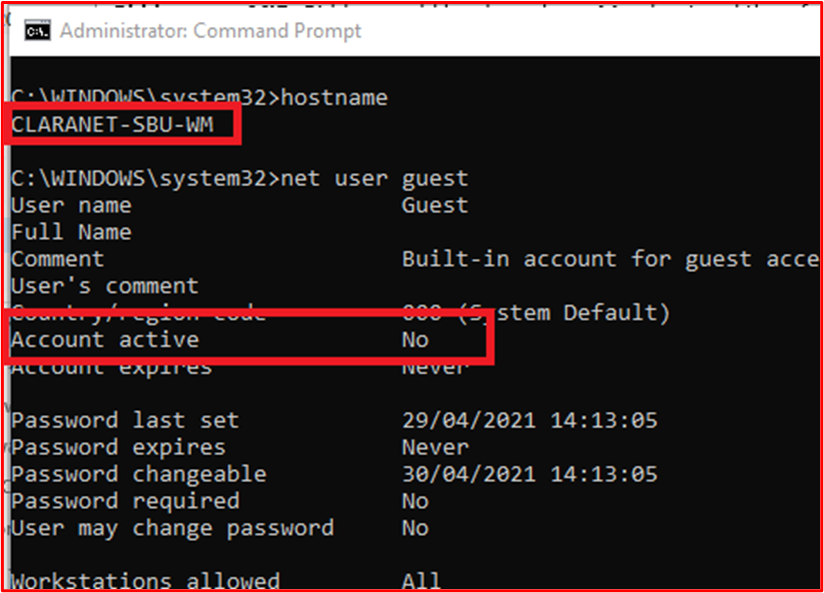 Administrator: Command Prompt
C:\WINDOWS\system32>hostname
CLARANET-SBU-WM
C:\WINDOWS\system32>net user guest
User name Guest
Full Name
Comment Built-in account for guest acce
User's comment
Country/region code 000 (System Default)
Account active No
Account expires Never
Password last set 29/04/2021 14:13:05
Password expires Never
Password changeable 30/04/2021 14:13:05
Password required No
User may change password No
Workstations allowed All